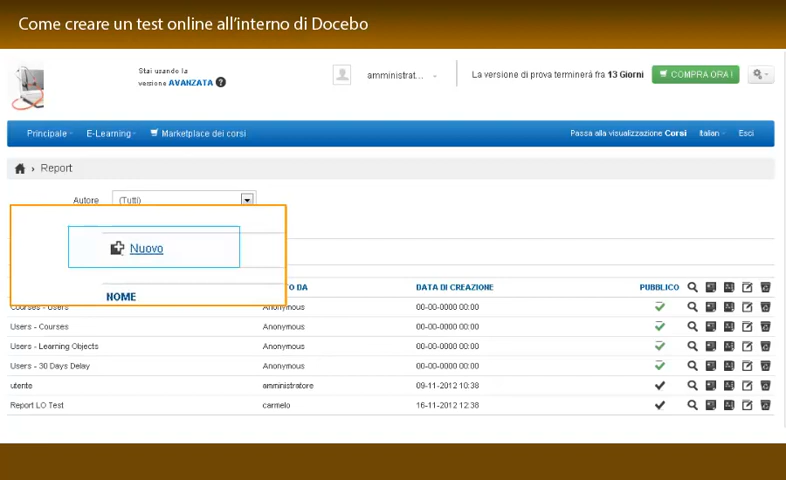 Come creare un test online all'interno di Docebo
Stai usando la
versione AVANZATA ?
amministrat...
La versione di prova terminerà fra 13 Giorni
COMPRA ORA!
Principale
E-Learning
Marketplace dei corsi
Passa alla visualizzazione Corsi
Italian
Esci
› Report
Autore
(Tutti)
Nuovo
NOME
O DA
DATA DI CREAZIONE
PUBBLICO
Courses - Users
Anonymous
00-00-0000 00:00
Users - Courses
Anonymous
00-00-0000 00:00
Users - Learning Objects
Anonymous
00-00-0000 00:00
Users - 30 Days Delay
Anonymous
00-00-0000 00:00
utente
amministratore
09-11-2012 10:38
Report LO Test
carmelo
16-11-2012 12:38